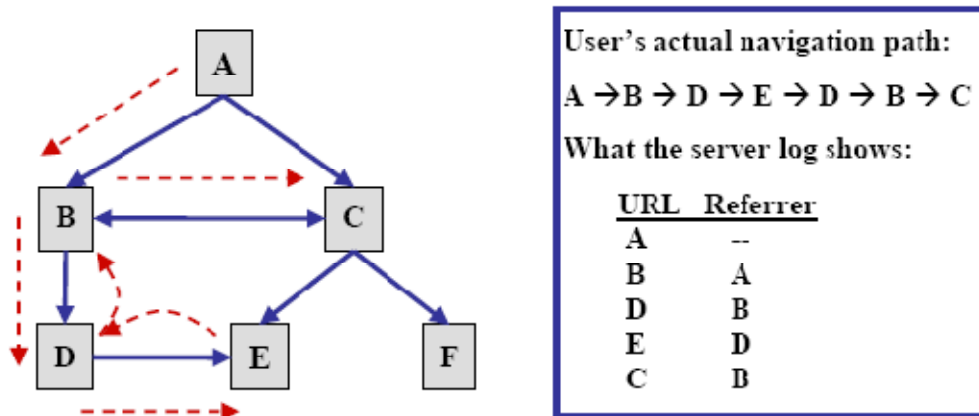 A
B
C
D
E
F
User's actual navigation path:
A → B → D → E → D → B → C
What the server log shows:
URL Referrer
A --
B A
D B
E D
C B